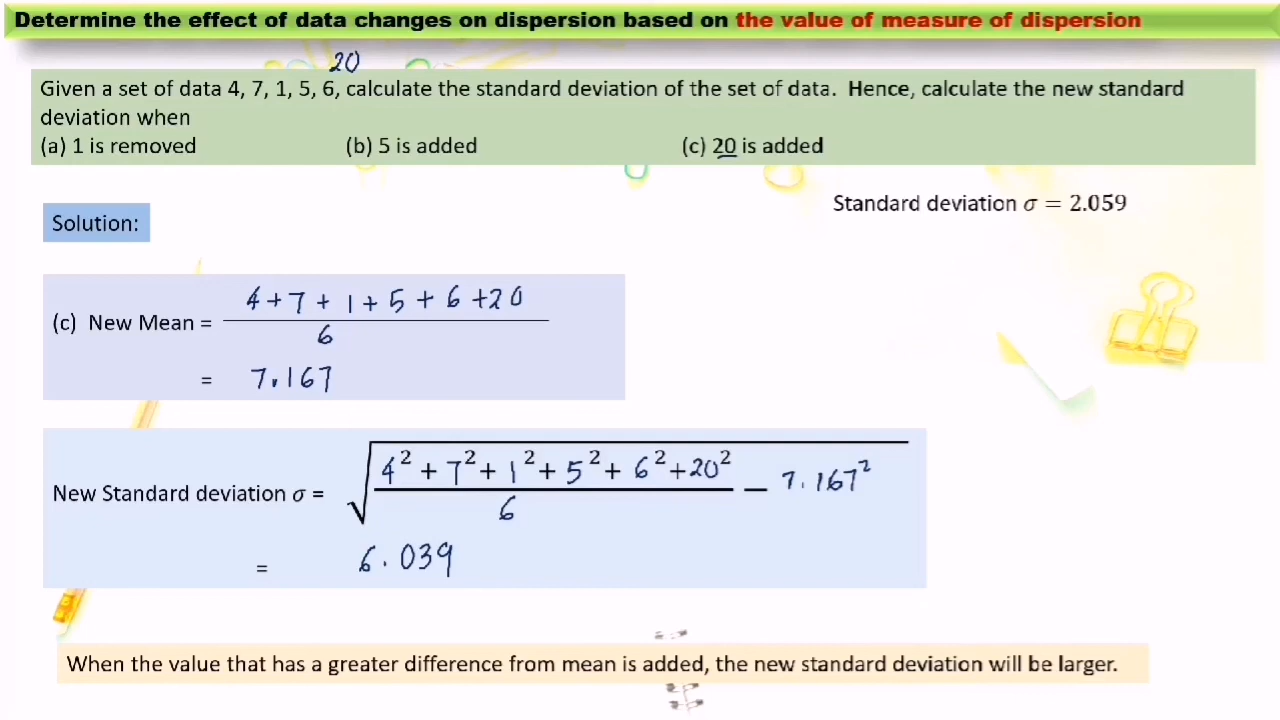 Determine the effect of data changes on dispersion based on the value of measure of dispersion
20
Given a set of data 4, 7, 1, 5, 6, calculate the standard deviation of the set of data. Hence, calculate the new standard
deviation when
(a) 1 is removed (b) 5 is added (c) 20 is added
Standard deviation σ = 2.059
Solution:
4 + 7 + 1 + 5 + 6 + 20
(c) New Mean =
6
= 7.167
4² + 7² + 1² + 5² + 6² + 20² − 7.167²
New Standard deviation σ = √
6
= 6.039
When the value that has a greater difference from mean is added, the new standard deviation will be larger.